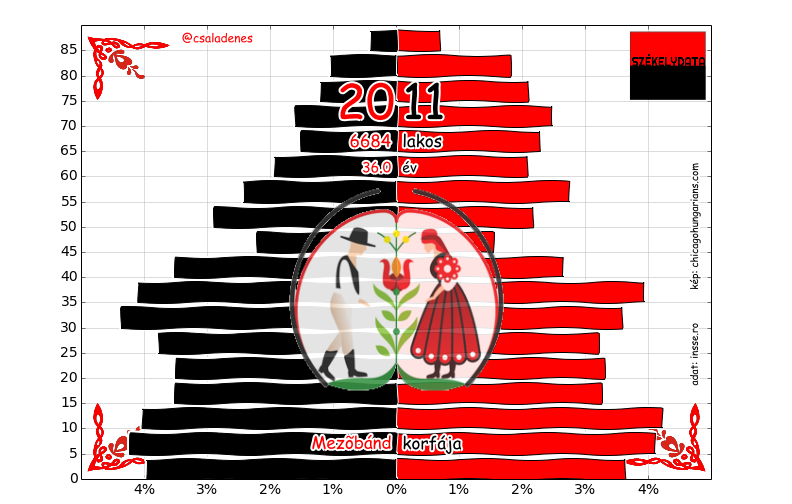 @csaladenes
SZÉKELYDATA
2011
6684 lakos
36.0 év
kép: chicagohungarians.com
adat: insse.ro
Mezőbánd korfája
85
80
75
70
65
60
55
50
45
40
35
30
25
20
15
10
5
0
4% 3% 2% 1% 0% 1% 2% 3% 4%